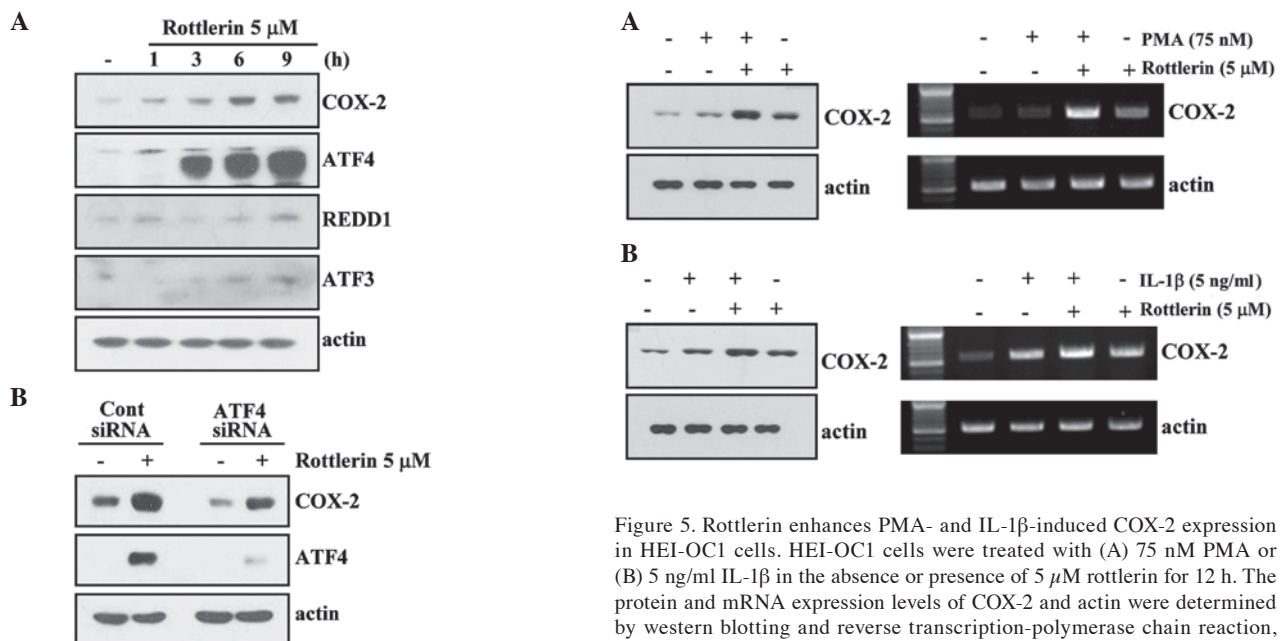 A
Rottlerin 5 μM
- 1 3 6 9 (h)
COX-2
ATF4
REDD1
ATF3
actin
B
Cont siRNA
ATF4 siRNA
- + - + Rottlerin 5 μM
COX-2
ATF4
actin
A
- + + - - + + - PMA (75 nM)
- - + + - - + + Rottlerin (5 μM)
COX-2 COX-2
actin actin
B
- + + - - + + - IL-1β (5 ng/ml)
- - + + - - + + Rottlerin (5 μM)
COX-2 COX-2
actin actin
Figure 5. Rottlerin enhances PMA- and IL-1β-induced COX-2 expression
in HEI-OC1 cells. HEI-OC1 cells were treated with (A) 75 nM PMA or
(B) 5 ng/ml IL-1β in the absence or presence of 5 μM rottlerin for 12 h. The
protein and mRNA expression levels of COX-2 and actin were determined
by western blotting and reverse transcription-polymerase chain reaction,